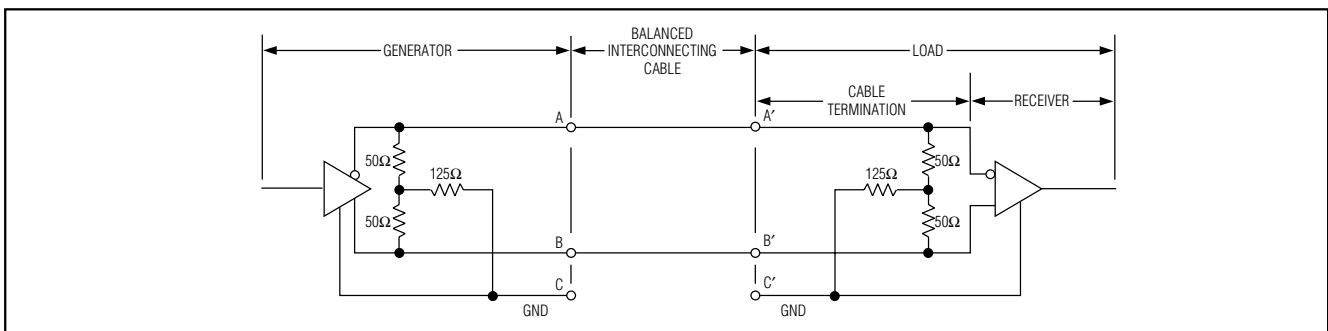 GENERATOR
BALANCED
INTERCONNECTING
CABLE
LOAD
CABLE
TERMINATION
RECEIVER
A
A′
50Ω
125Ω
50Ω
50Ω
125Ω
50Ω
B
B′
C
C′
GND
GND